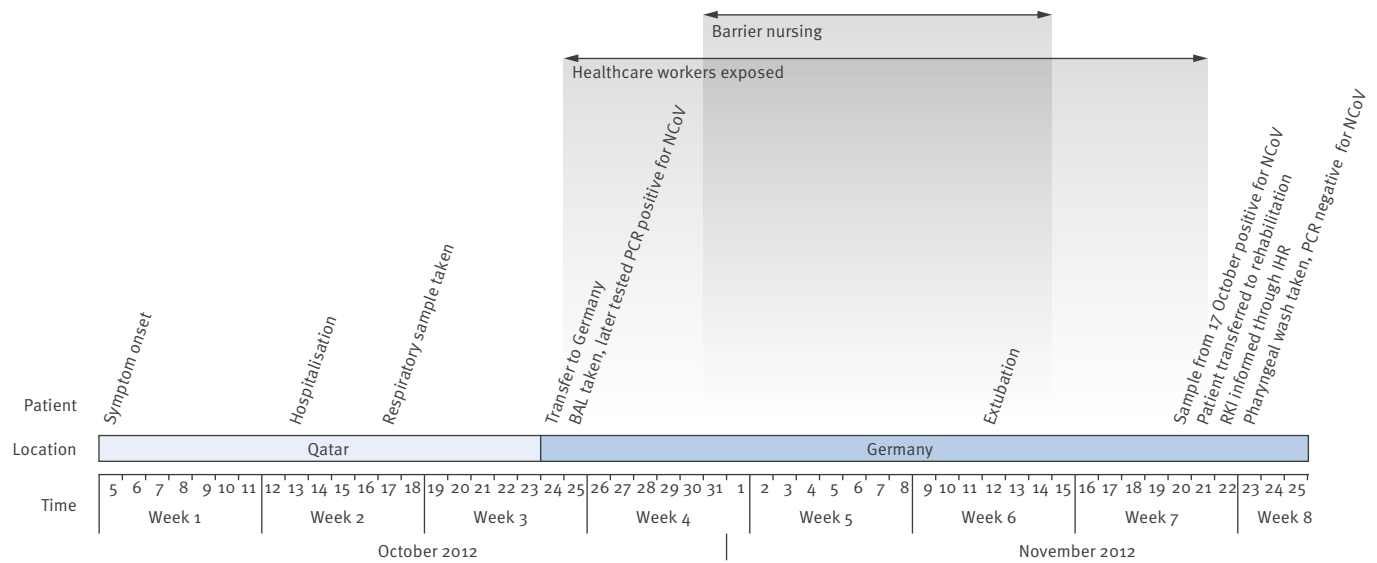 Barrier nursing
Healthcare workers exposed
Symptom onset
Hospitalisation
Respiratory sample taken
Transfer to Germany
BAL taken, later tested PCR positive for NCoV
Extubation
Sample from 17 October positive for NCoV
Patient transferred to rehabilitation
RKI informed through IHR
Pharyngeal wash taken, PCR negative for NCoV
Patient
Location
Qatar
Germany
Time
5 6 7 8 9 10 11 12 13 14 15 16 17 18 19 20 21 22 23 24 25 26 27 28 29 30 31 1 2 3 4 5 6 7 8 9 10 11 12 13 14 15 16 17 18 19 20 21 22 23 24 25
Week 1 Week 2 Week 3 Week 4 Week 5 Week 6 Week 7 Week 8
October 2012 November 2012